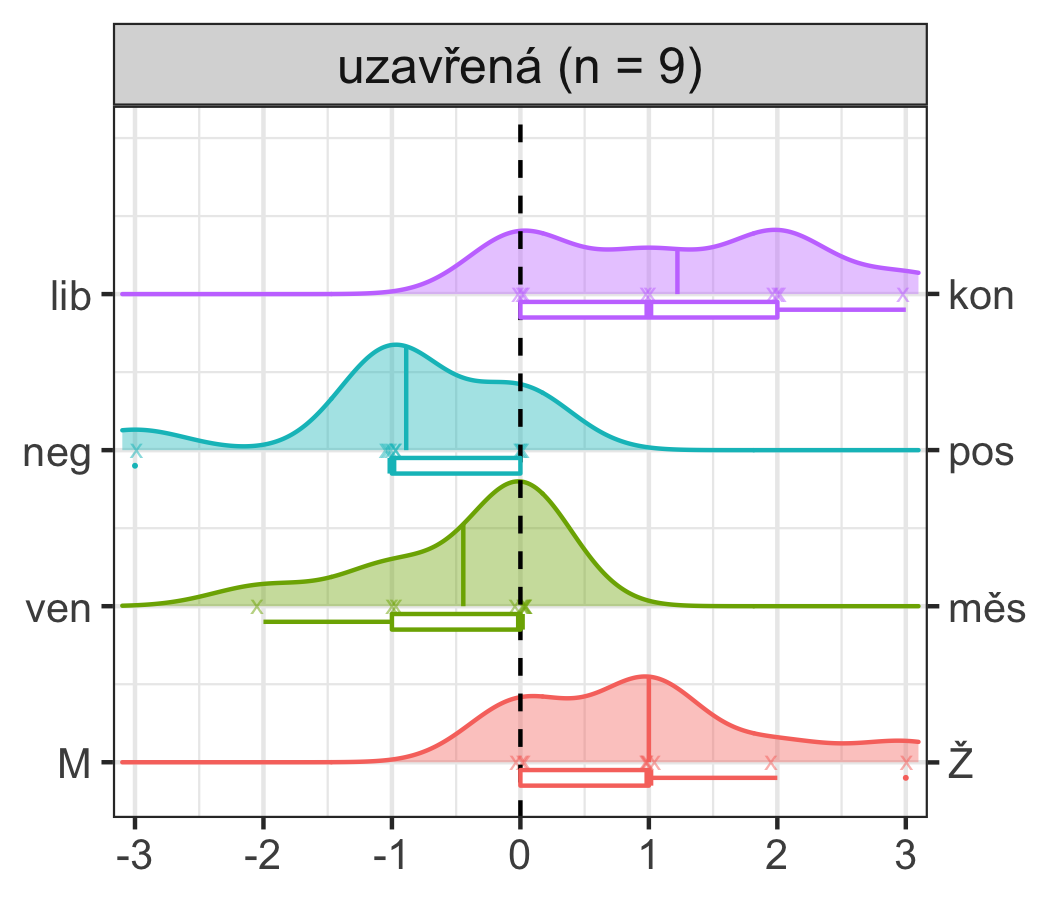 uzavřená (n = 9)
lib kon
neg pos
ven měs
M Ž
-3 -2 -1 0 1 2 3